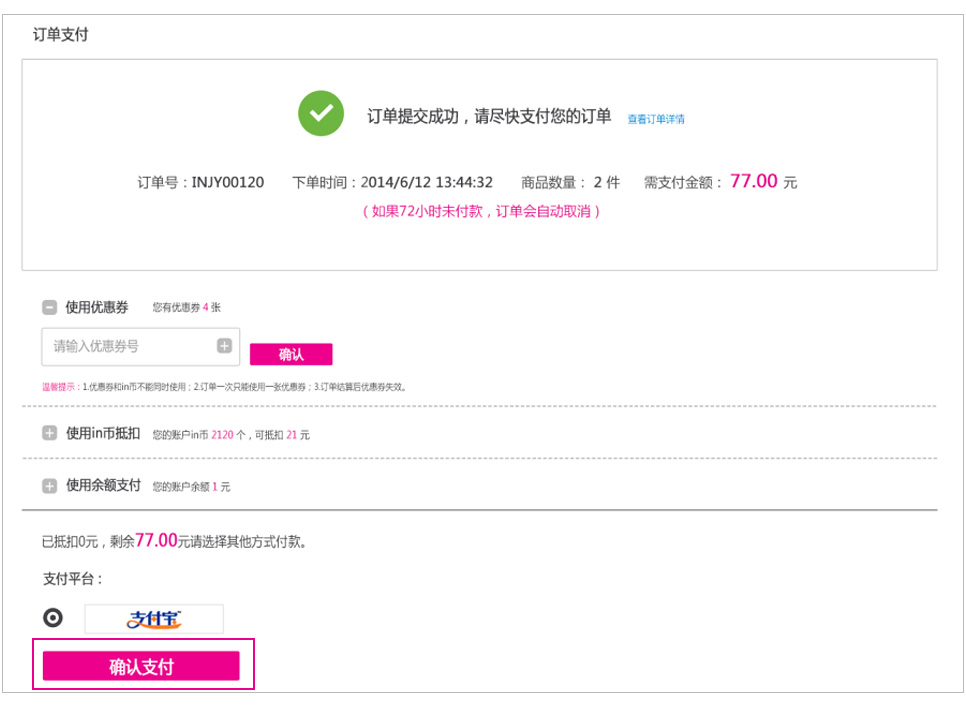 订单支付
订单提交成功，请尽快支付您的订单 查看订单详情
订单号：INJY00120 下单时间：2014/6/12 13:44:32 商品数量： 2 件 需支付金额： 77.00 元
（如果72小时未付款，订单会自动取消）
使用优惠券 您有优惠劵 4 张
请输入优惠劵号 确认
温馨提示：1.优惠劵和in币不能同时使用；2.订单一次只能使用一张优惠劵；3.订单结算后优惠劵失效。
使用in币抵扣 您的账户in币 2120 个，可抵扣 21 元
使用余额支付 您的账户余额 1 元
已抵扣0元，剩余77.00元请选择其他方式付款。
支付平台：
支付宝
确认支付